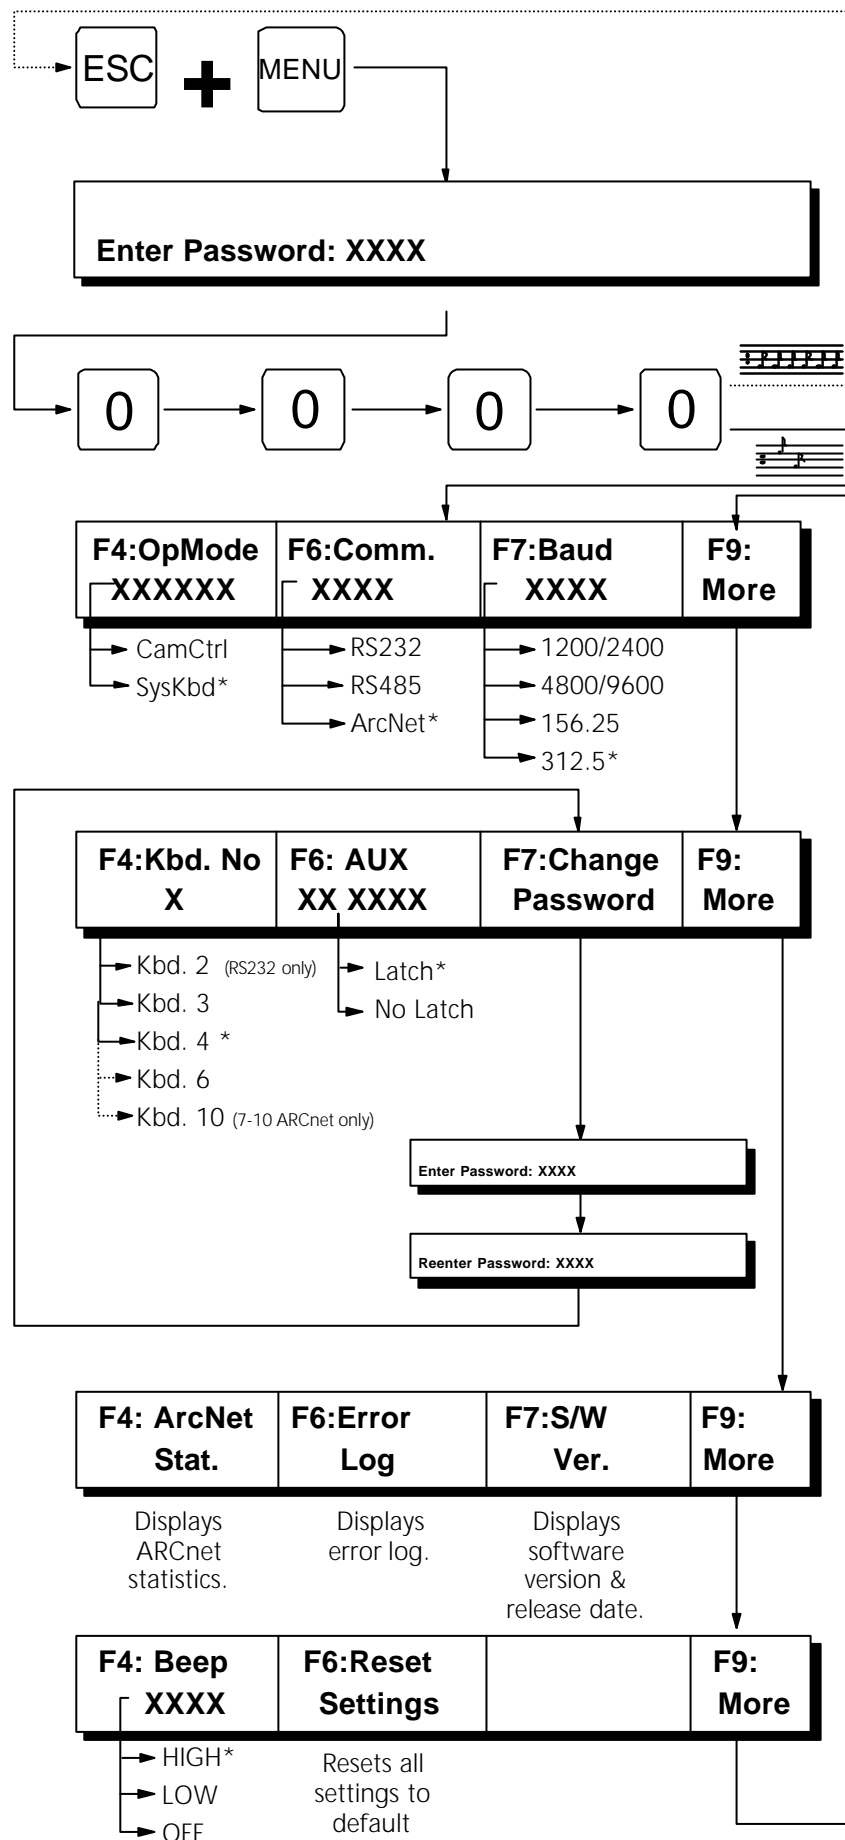 ESC + MENU
Enter Password: XXXX
0 0 0 0
F4:OpMode F6:Comm. F7:Baud F9:
XXXXXX XXXX XXXX More
CamCtrl RS232 1200/2400
SysKbd* RS485 4800/9600
ArcNet* 156.25
312.5*
F4:Kbd. No F6: AUX F7:Change F9:
X XX XXXX Password More
Kbd. 2 (RS232 only) Latch*
Kbd. 3 No Latch
Kbd. 4 *
Kbd. 6
Kbd. 10 (7-10 ARCnet only)
Enter Password: XXXX
Reenter Password: XXXX
F4: ArcNet F6:Error F7:S/W F9:
Stat. Log Ver. More
Displays Displays Displays
ARCnet error log. software
statistics. version &
release date.
F4: Beep F6:Reset F9:
XXXX Settings More
HIGH* Resets all
LOW settings to
OFF default